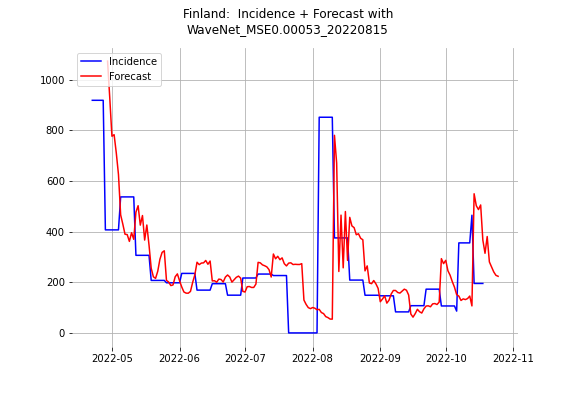 Finland:  Incidence + Forecast with
WaveNet_MSE0.00053_20220815
Incidence
Forecast
1000
800
600
400
200
0
2022-05 2022-06 2022-07 2022-08 2022-09 2022-10 2022-11